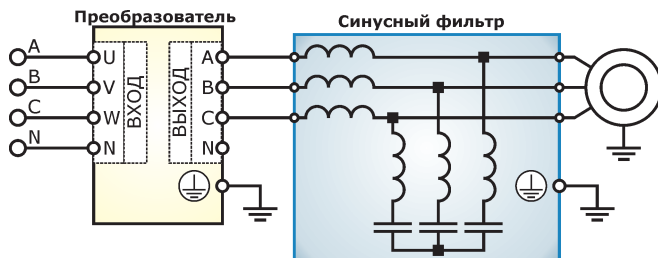 Преобразователь
Синусный фильтр
A U A
B V B
C W C
N N N
ВХОД
ВЫХОД